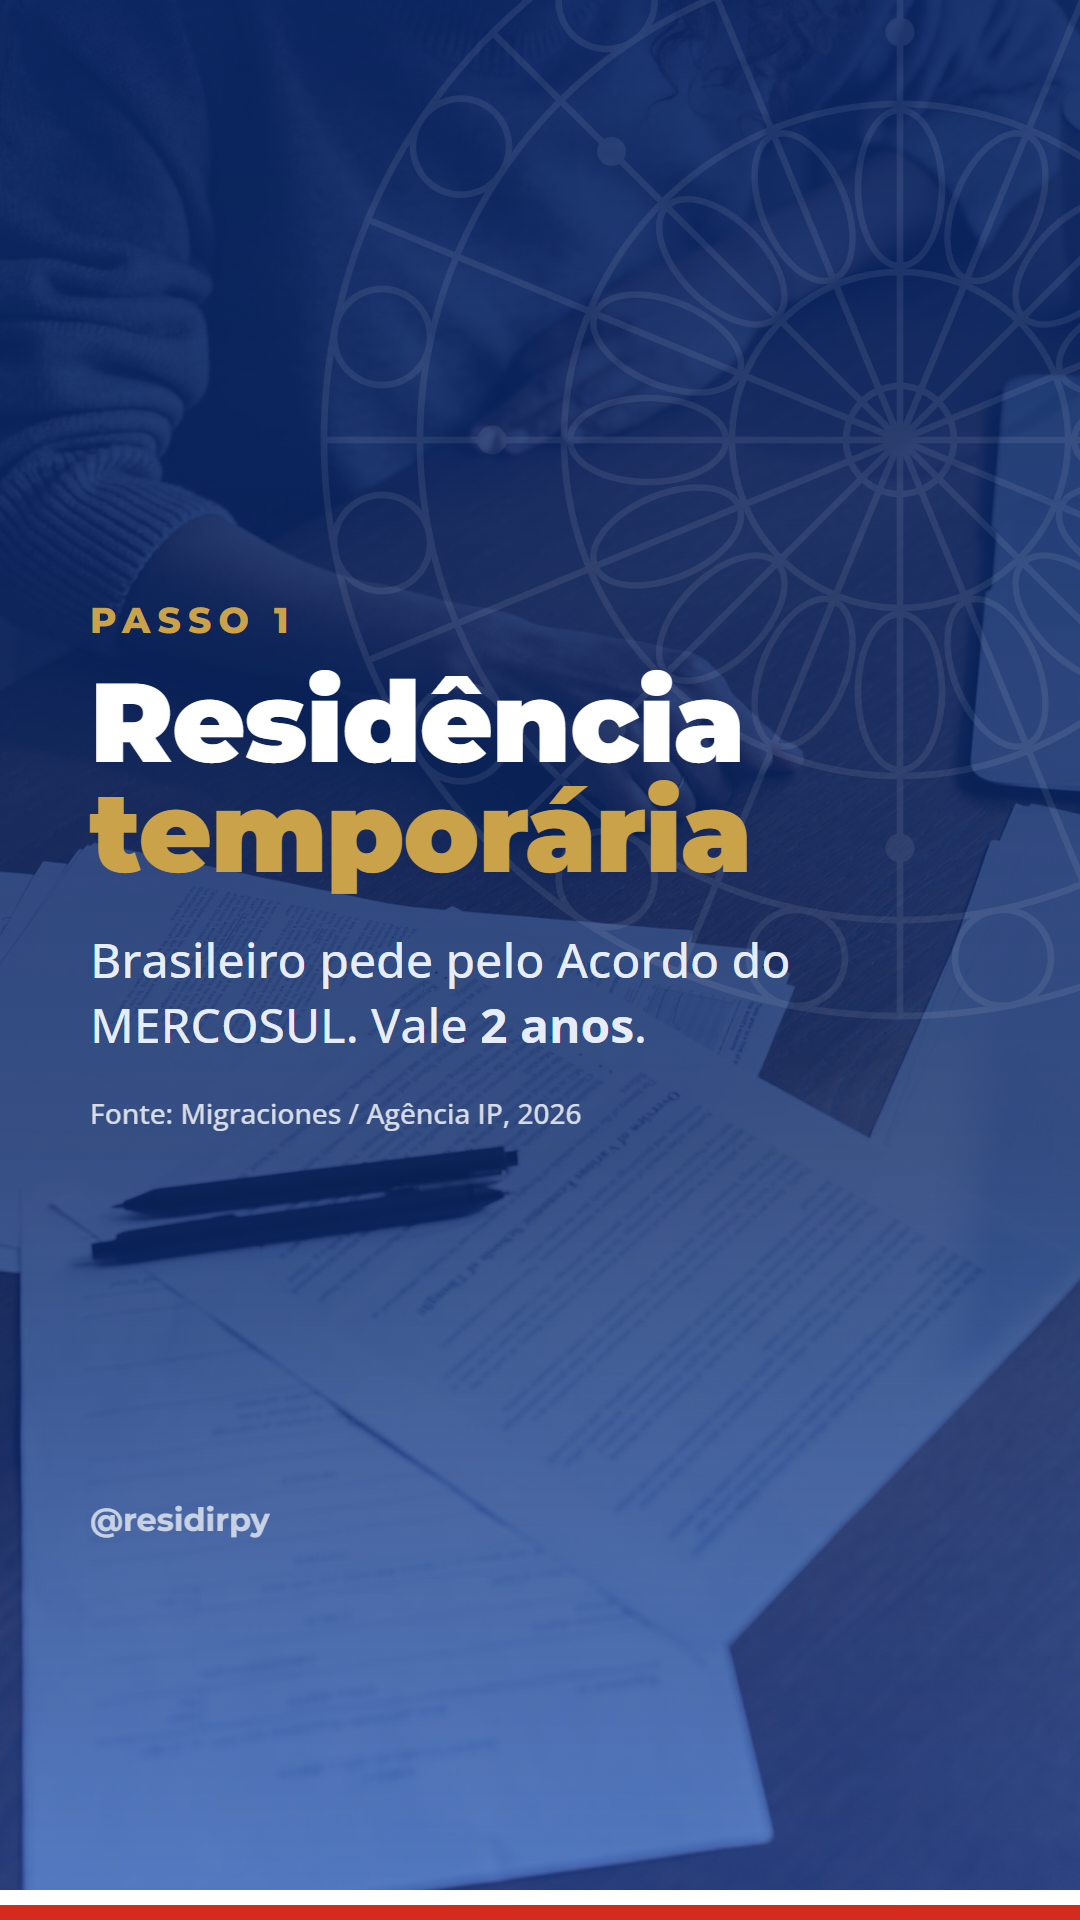 PASSO 1
Residência
temporária
Brasileiro pede pelo Acordo do
MERCOSUL. Vale 2 anos.
Fonte: Migraciones / Agência IP, 2026
@residirpy